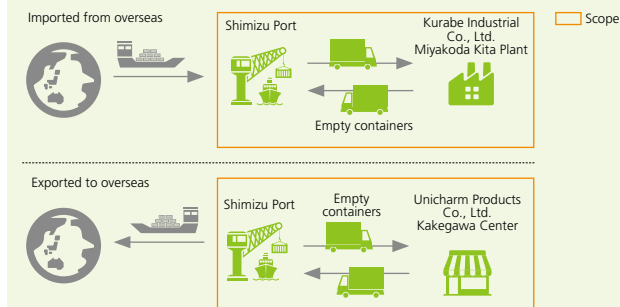 Imported from overseas
Shimizu Port
Kurabe Industrial
Co., Ltd.
Miyakoda Kita Plant
Scope
Empty containers
Exported to overseas
Shimizu Port
Empty
containers
Unicharm Products
Co., Ltd.
Kakegawa Center